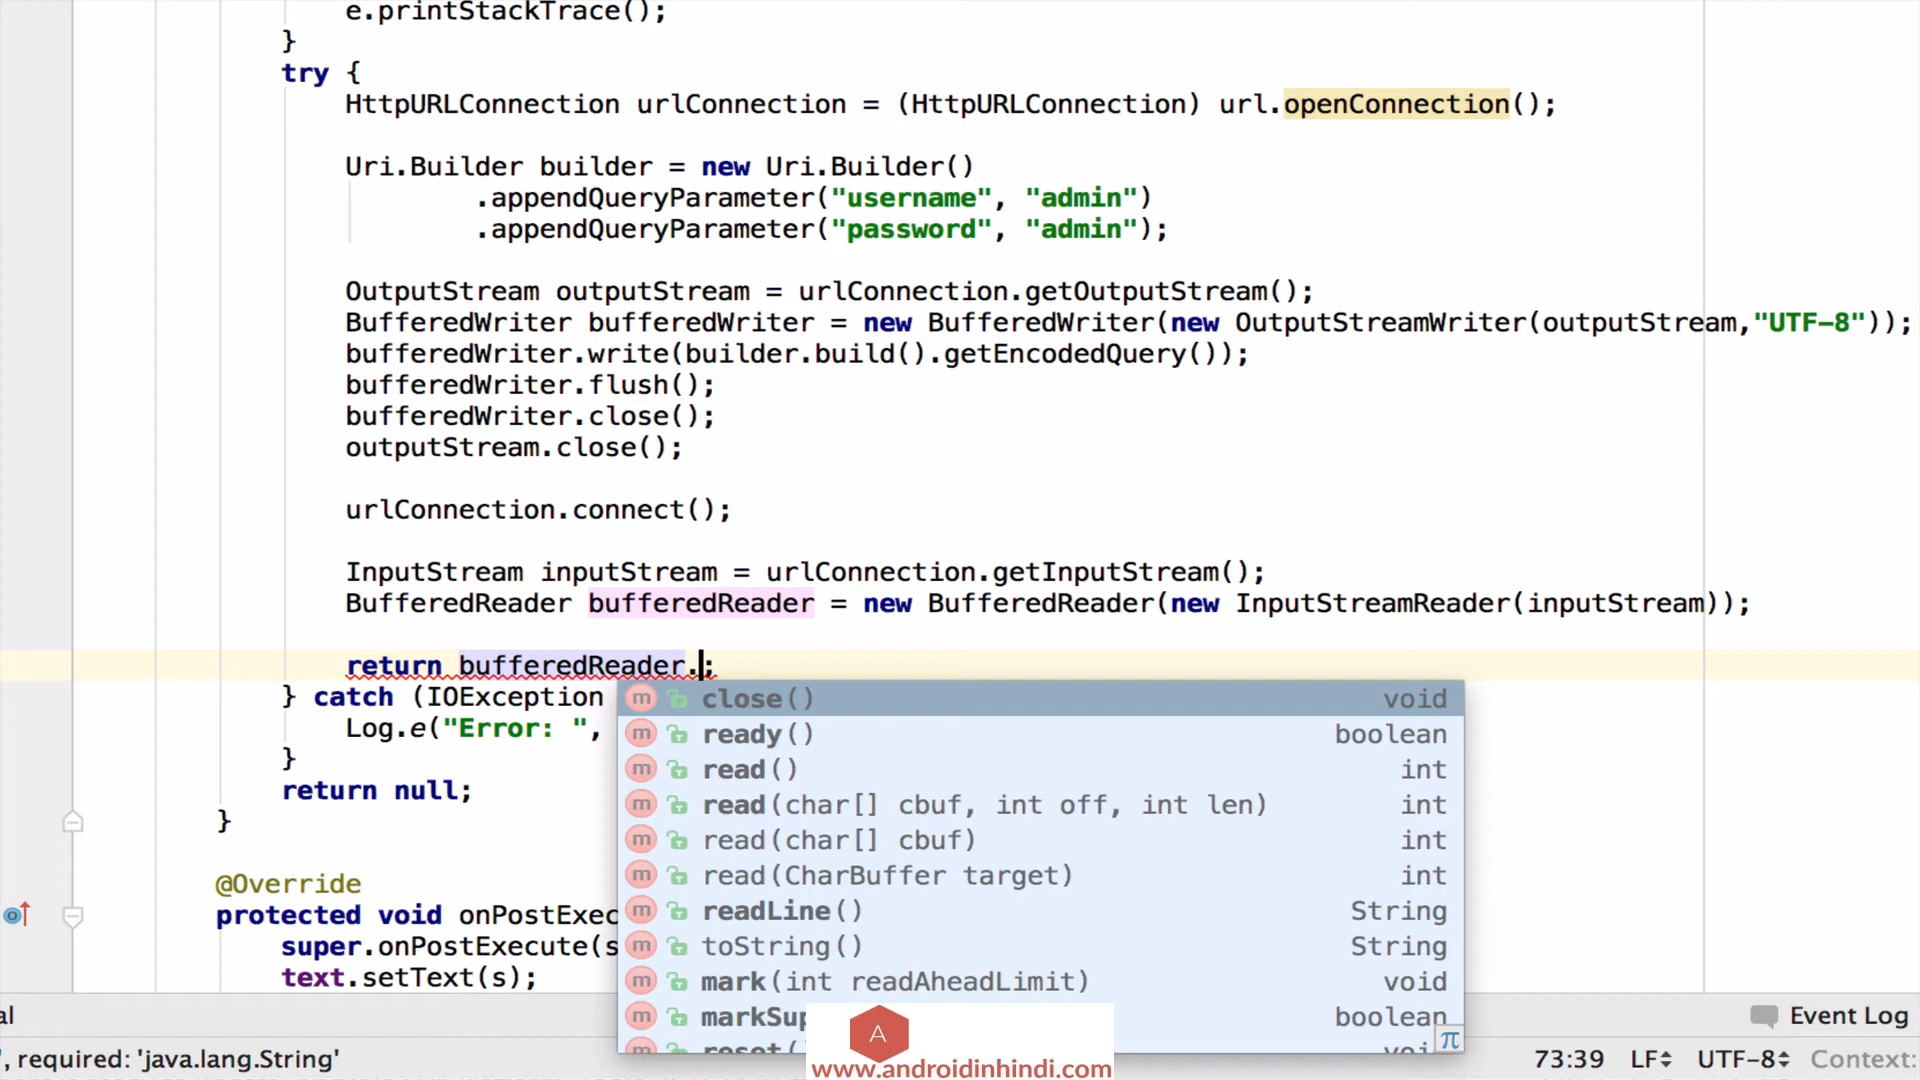 e.printStackTrace();
}
try {
HttpURLConnection urlConnection = (HttpURLConnection) url.openConnection();
Uri.Builder builder = new Uri.Builder()
.appendQueryParameter("username", "admin")
.appendQueryParameter("password", "admin");
OutputStream outputStream = urlConnection.getOutputStream();
BufferedWriter bufferedWriter = new BufferedWriter(new OutputStreamWriter(outputStream,"UTF-8"));
bufferedWriter.write(builder.build().getEncodedQuery());
bufferedWriter.flush();
bufferedWriter.close();
outputStream.close();
urlConnection.connect();
InputStream inputStream = urlConnection.getInputStream();
BufferedReader bufferedReader = new BufferedReader(new InputStreamReader(inputStream));
return bufferedReader.;
} catch (IOException
Log.e("Error: ",
}
return null;
}
@Override
protected void onPostExec
super.onPostExecute(s
text.setText(s);
m close() void
m ready() boolean
m read() int
m read(char[] cbuf, int off, int len) int
m read(char[] cbuf) int
m read(CharBuffer target) int
m readLine() String
m toString() String
m mark(int readAheadLimit) void
m markSup boolean
m reset( voi
π
A
www.androidinhindi.com
al
Event Log
', required: 'java.lang.String'
73:39 LF UTF-8 Context: